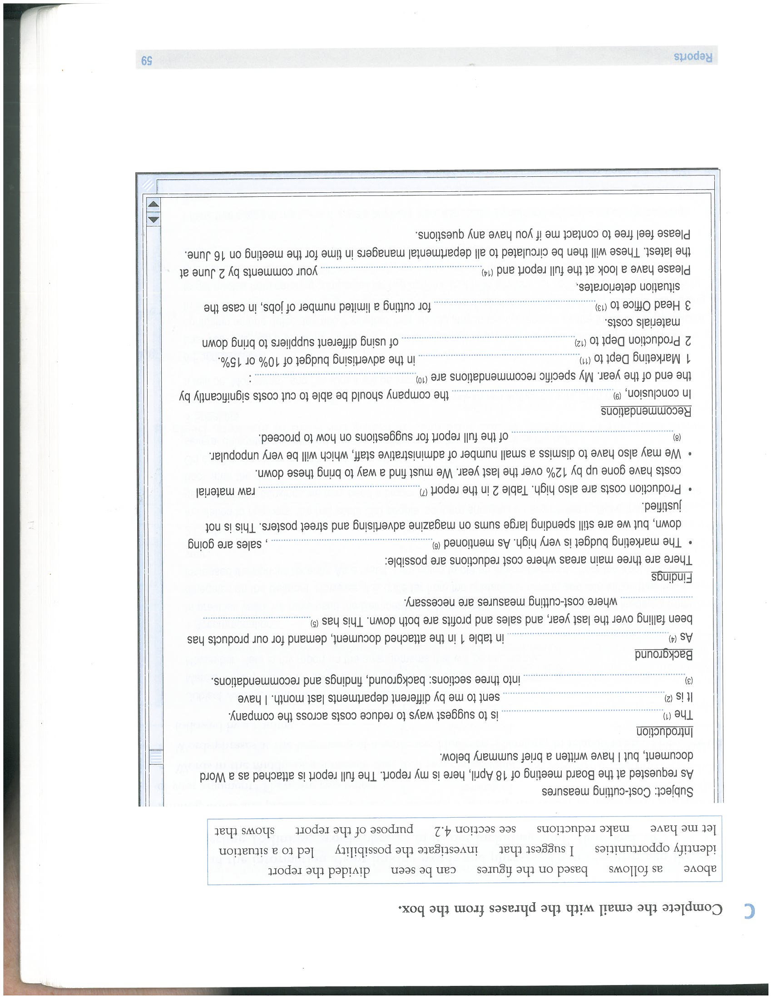 C Complete the email with the phrases from the box.
above as follows based on the figures can be seen divided the report
identify opportunities I suggest that investigate the possibility led to a situation
let me have make reductions see section 4.2 purpose of the report shows that
Subject: Cost-cutting measures
As requested at the Board meeting of 18 April, here is my report. The full report is attached as a Word
document, but I have written a brief summary below.
Introduction
The (1) ........ is to suggest ways to reduce costs across the company.
It is (2) ........ sent to me by different departments last month. I have
(3) ........ into three sections: background, findings and recommendations.
Background
As (4) ........ in table 1 in the attached document, demand for our products has
been falling over the last year, and sales and profits are both down. This has (5) ........
........ where cost-cutting measures are necessary.
Findings
There are three main areas where cost reductions are possible:
• The marketing budget is very high. As mentioned (6) ........ , sales are going
down, but we are still spending large sums on magazine advertising and street posters. This is not
justified.
• Production costs are also high. Table 2 in the report (7) ........ raw material
costs have gone up by 12% over the last year. We must find a way to bring these down.
• We may also have to dismiss a small number of administrative staff, which will be very unpopular.
(8) ........ of the full report for suggestions on how to proceed.
Recommendations
In conclusion, (9) ........ the company should be able to cut costs significantly by
the end of the year. My specific recommendations are (10) ........ :
1 Marketing Dept to (11) ........ in the advertising budget of 10% or 15%.
2 Production Dept to (12) ........ of using different suppliers to bring down
materials costs.
3 Head Office to (13) ........ for cutting a limited number of jobs, in case the
situation deteriorates.
Please have a look at the full report and (14) ........ your comments by 2 June at
the latest. These will then be circulated to all departmental managers in time for the meeting on 16 June.
Please feel free to contact me if you have any questions.
Reports 59